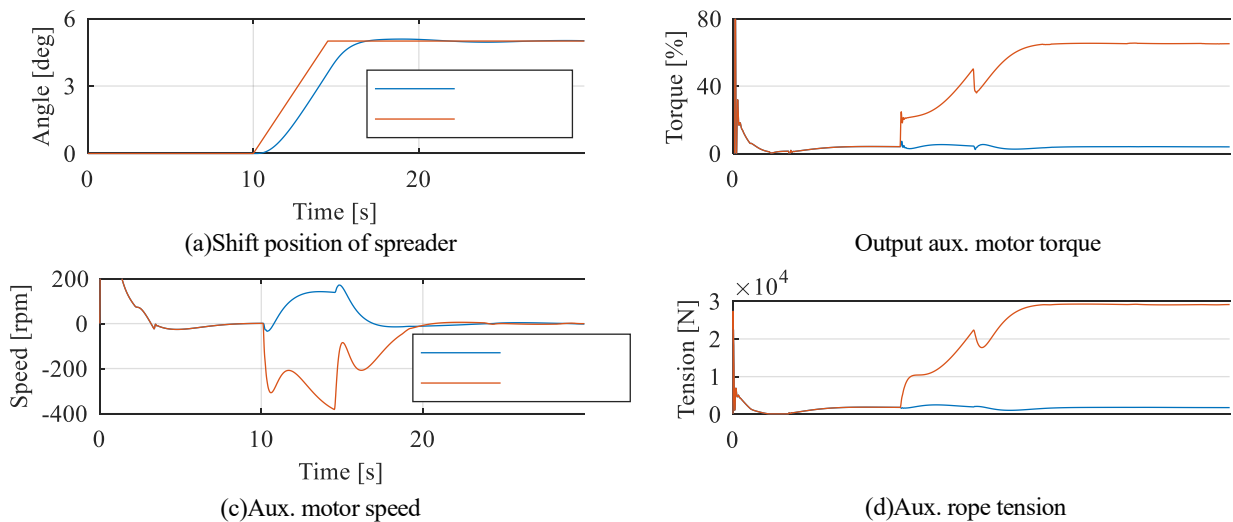 6
3
0
Angle [deg]
0 10 20
Time [s]
(a)Shift position of spreader
80
40
0
Torque [%]
0
Output aux. motor torque
200
0
-200
-400
Speed [rpm]
0 10 20
Time [s]
(c)Aux. motor speed
×10⁴
3
2
1
0
Tension [N]
0
(d)Aux. rope tension